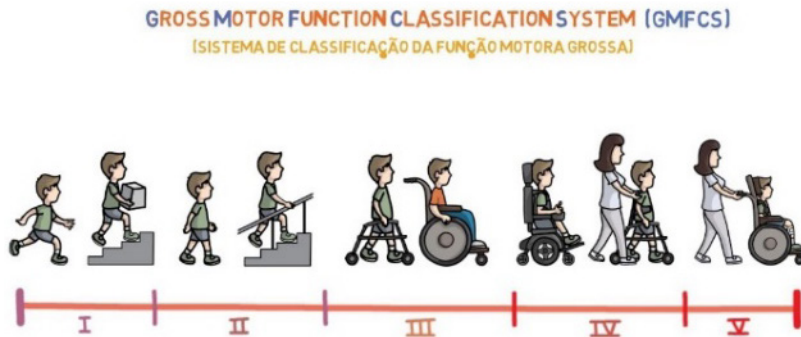 GROSS MOTOR FUNCTION CLASSIFICATION SYSTEM (GMFCS)
(SISTEMA DE CLASSIFICAÇÃO DA FUNÇÃO MOTORA GROSSA)
I II III IV V